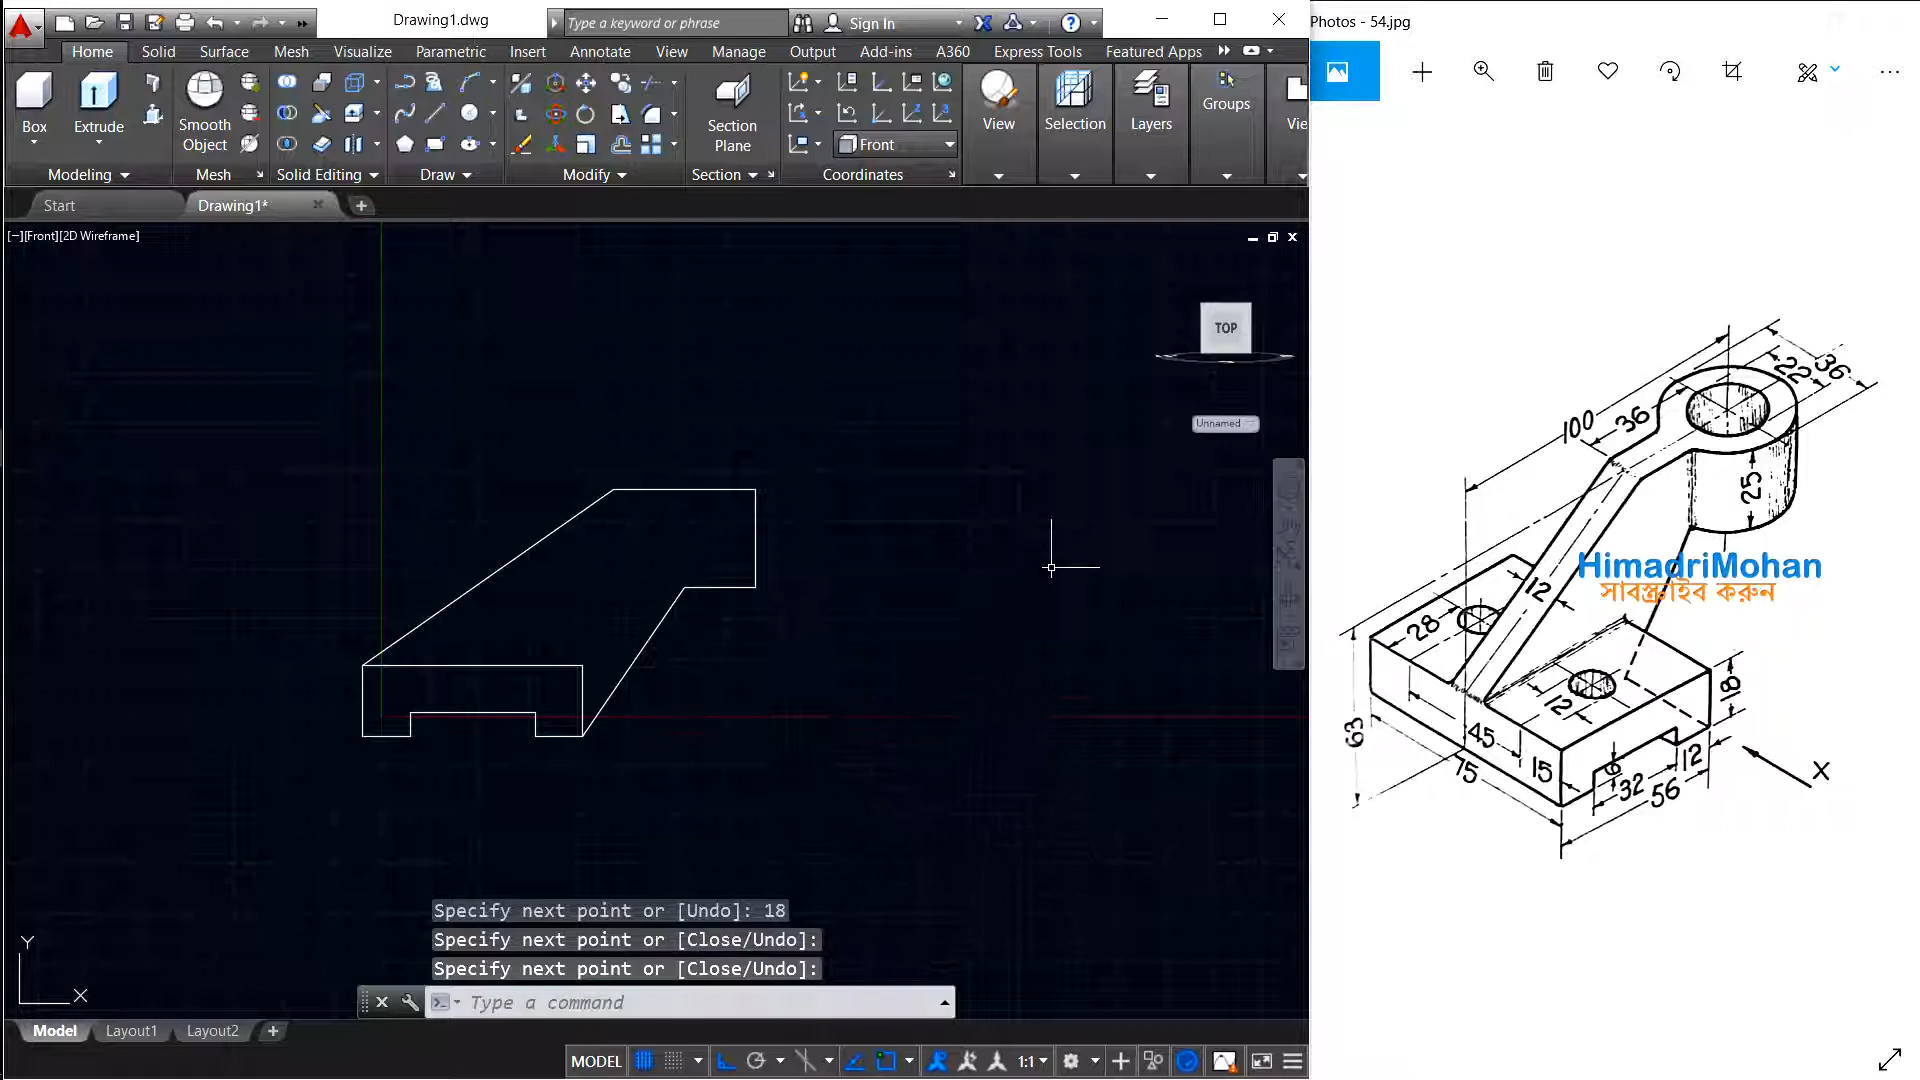 Drawing1.dwg
Type a keyword or phrase
Sign In
Photos - 54.jpg
Home Solid Surface Mesh Visualize Parametric Insert Annotate View Manage Output Add-ins A360 Express Tools Featured Apps
Box
Extrude
Smooth
Object
Section
Plane
Front
View
Selection
Layers
Groups
Vie
Modeling Mesh Solid Editing Draw Modify Section Coordinates
Start
Drawing1*
[−][Front][2D Wireframe]
TOP
Unnamed
36
22
100
36
25
HimadriMohan
সাবস্ক্রাইব করুন
12
28
12
18
63
45
75
15
6
32
12
56
X
Specify next point or [Undo]: 18
Specify next point or [Close/Undo]:
Specify next point or [Close/Undo]:
Type a command
Y
X
Model Layout1 Layout2
MODEL
1:1